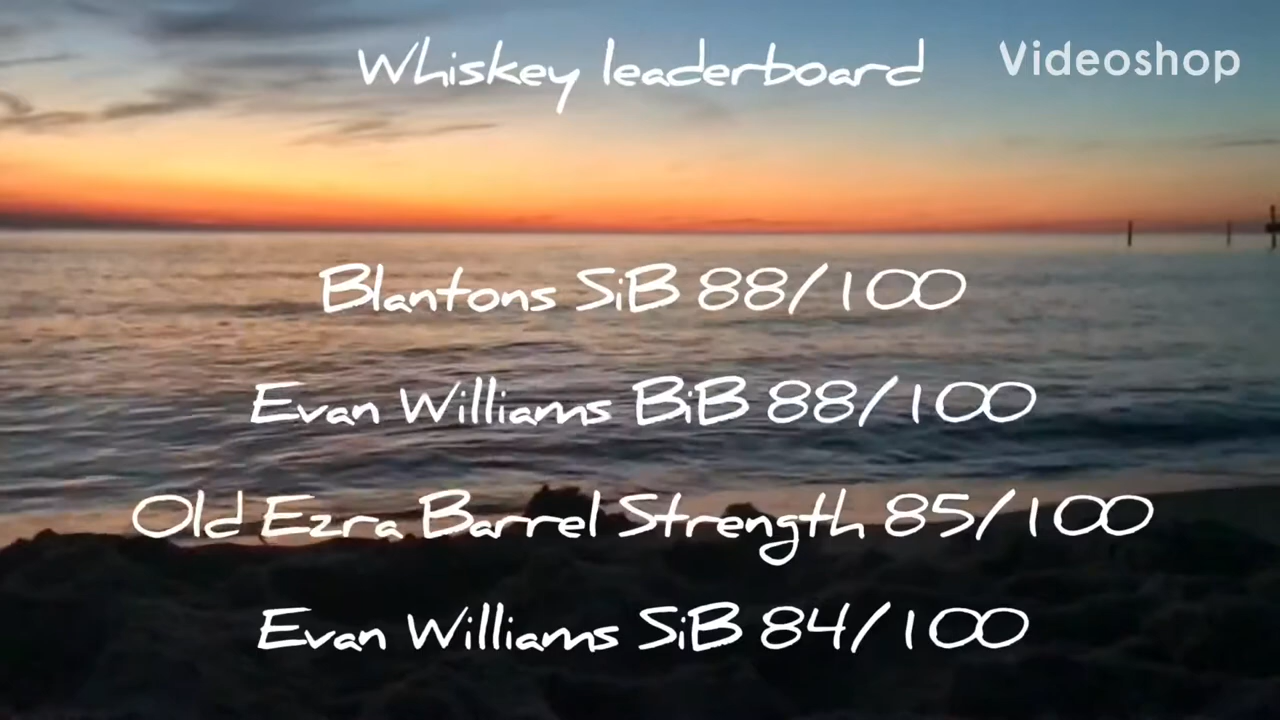 Whiskey leaderboard
Videoshop
Blantons SiB 88/100
Evan Williams BiB 88/100
Old Ezra Barrel Strength 85/100
Evan Williams SiB 84/100